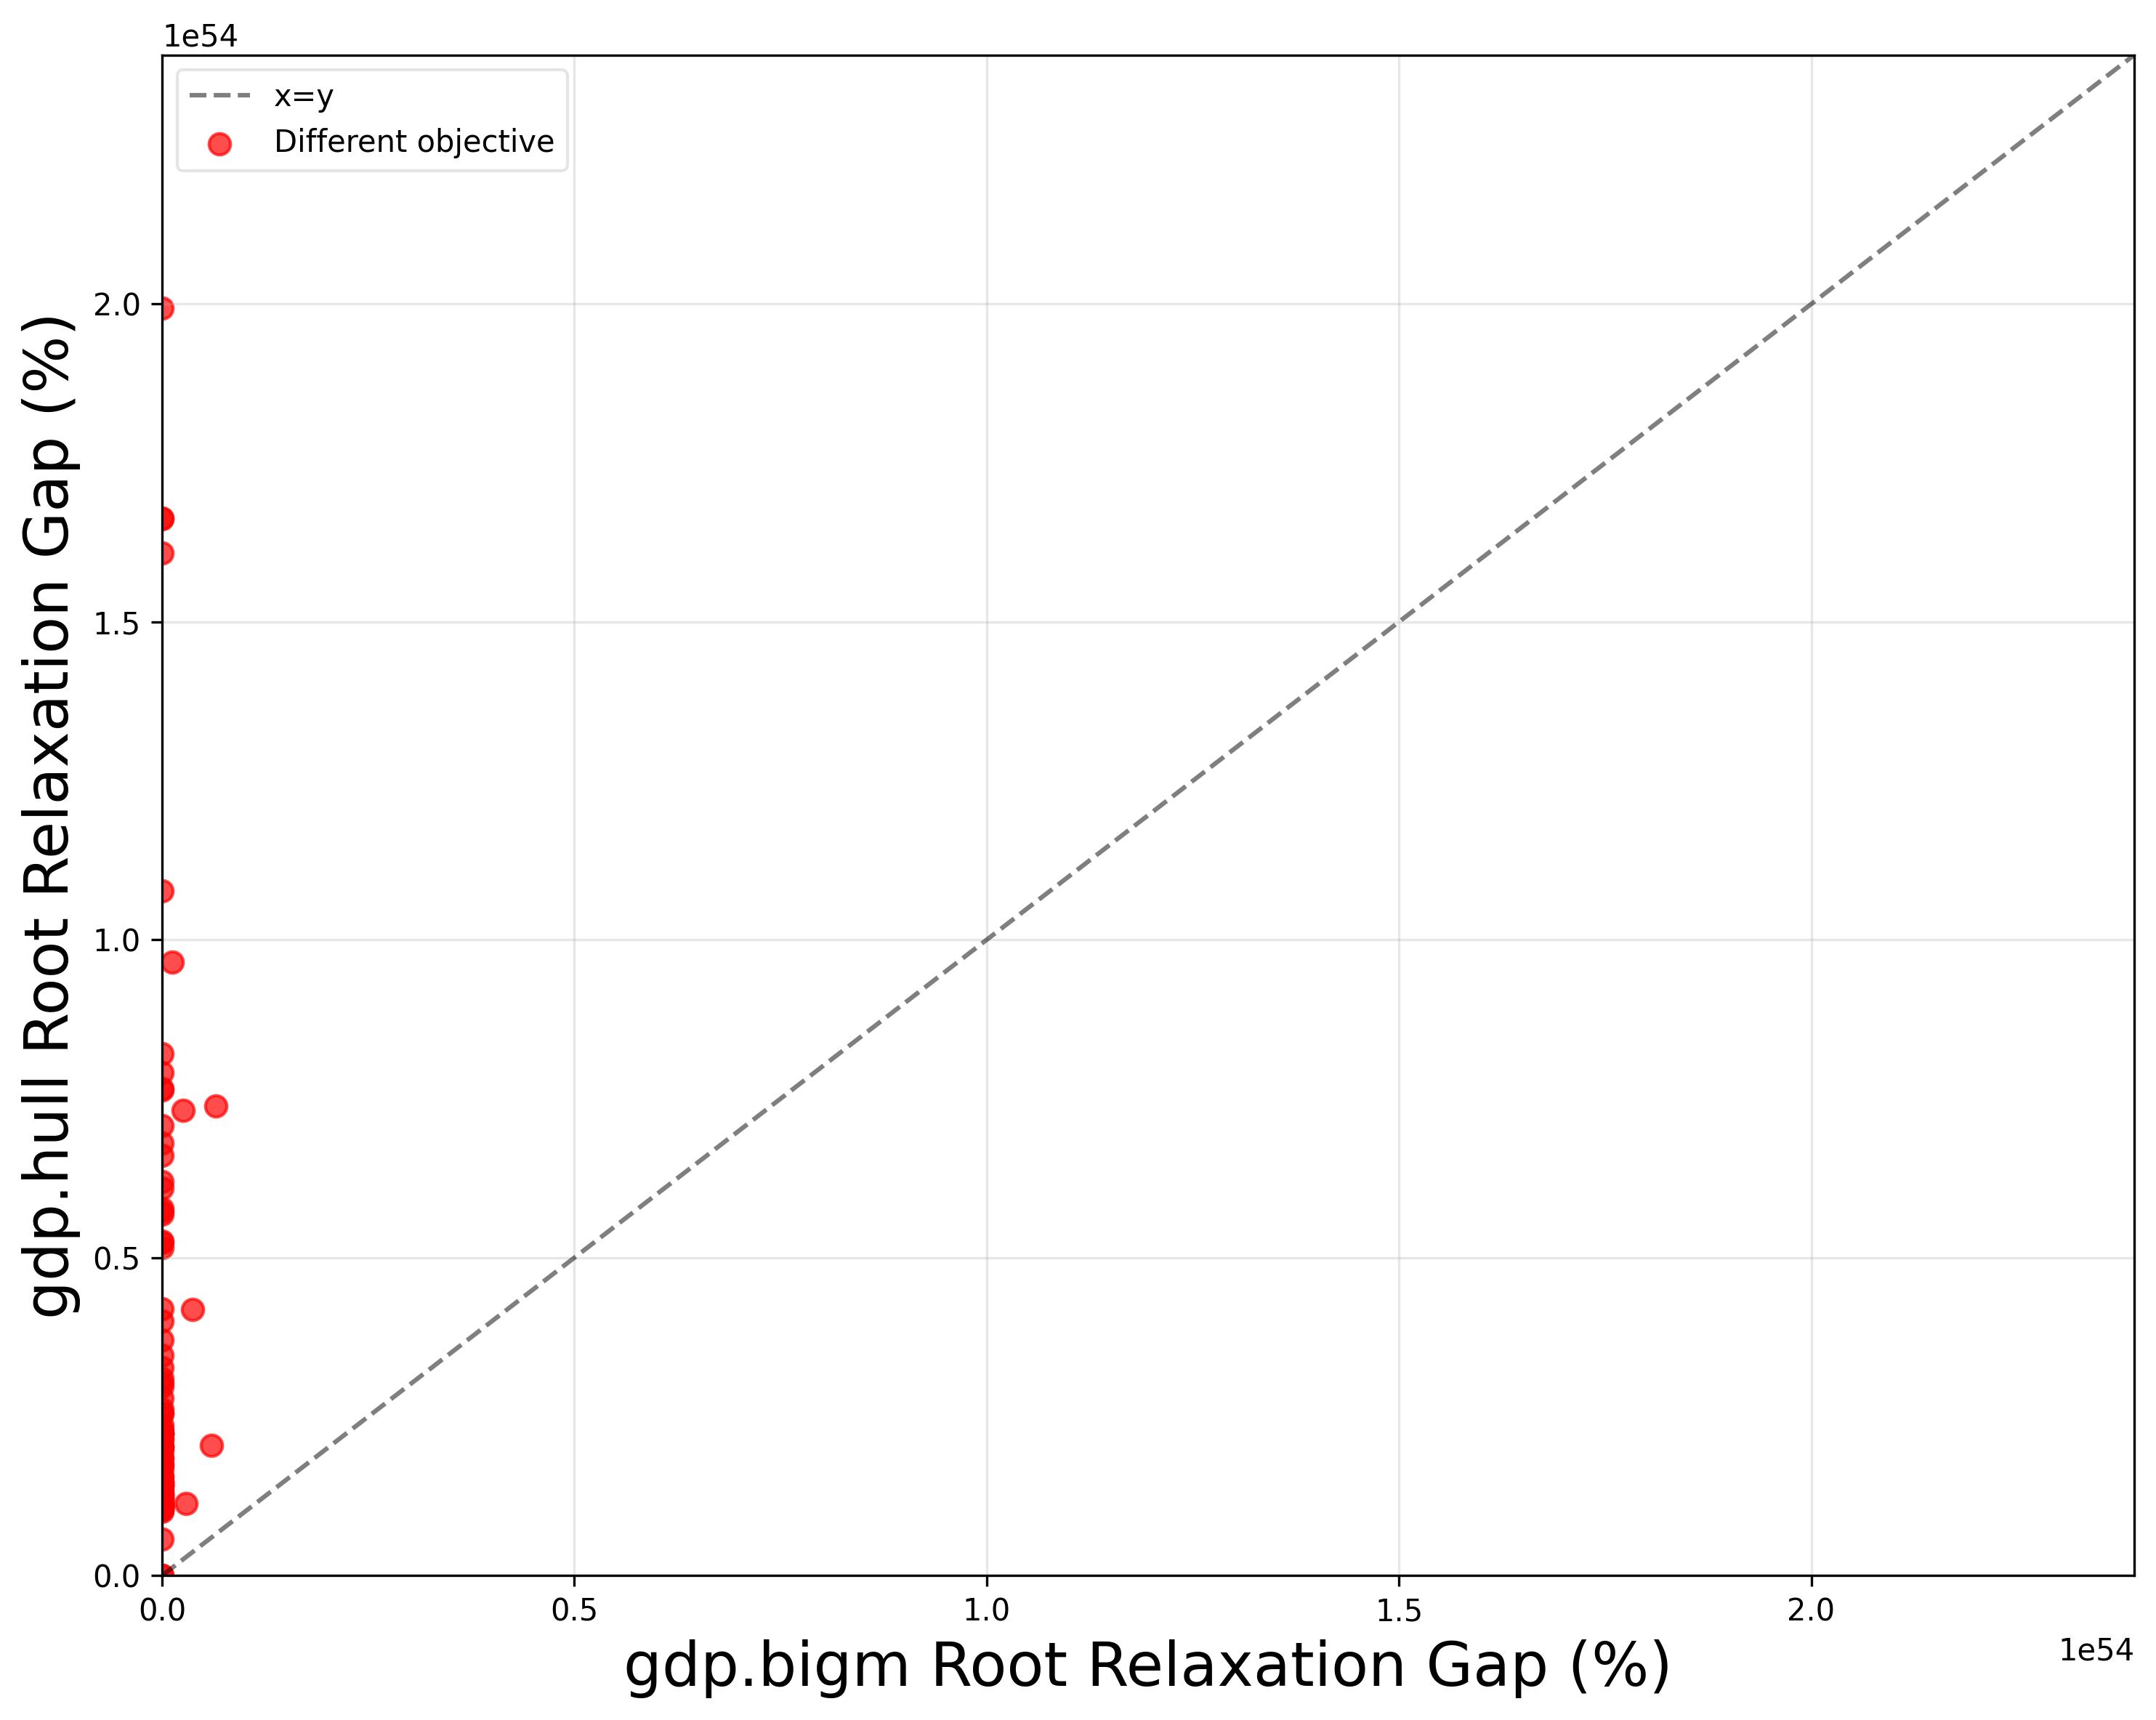 1e54
x=y
Different objective
gdp.hull Root Relaxation Gap (%)
2.0
1.5
1.0
0.5
0.0
0.0 0.5 1.0 1.5 2.0
1e54
gdp.bigm Root Relaxation Gap (%)